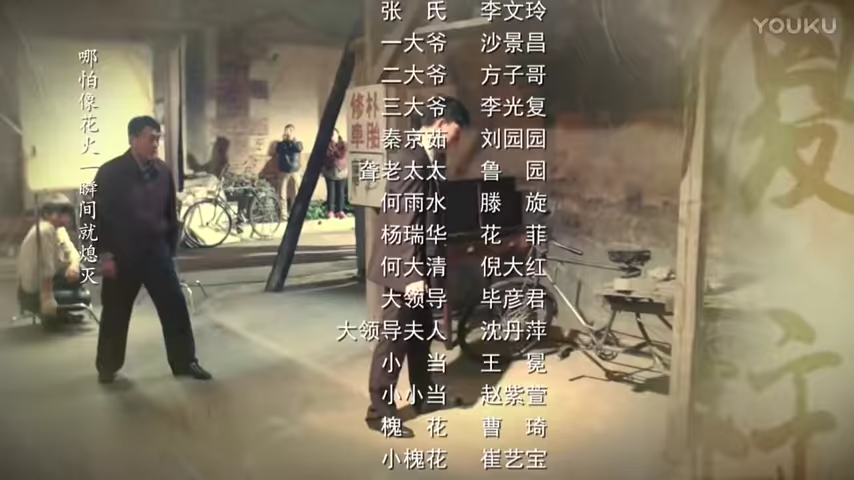 YOUKU
张 氏 李文玲
一大爷 沙景昌
二大爷 方子哥
三大爷 李光复
秦京茹 刘园园
聋老太太 鲁 园
何雨水 滕 旋
杨瑞华 花 菲
何大清 倪大红
大领导 毕彦君
大领导夫人 沈丹萍
小 当 王 冕
小小当 赵紫萱
槐 花 曹 琦
小槐花 崔艺宝
哪怕像花火一瞬间就熄灭
修补
车胎